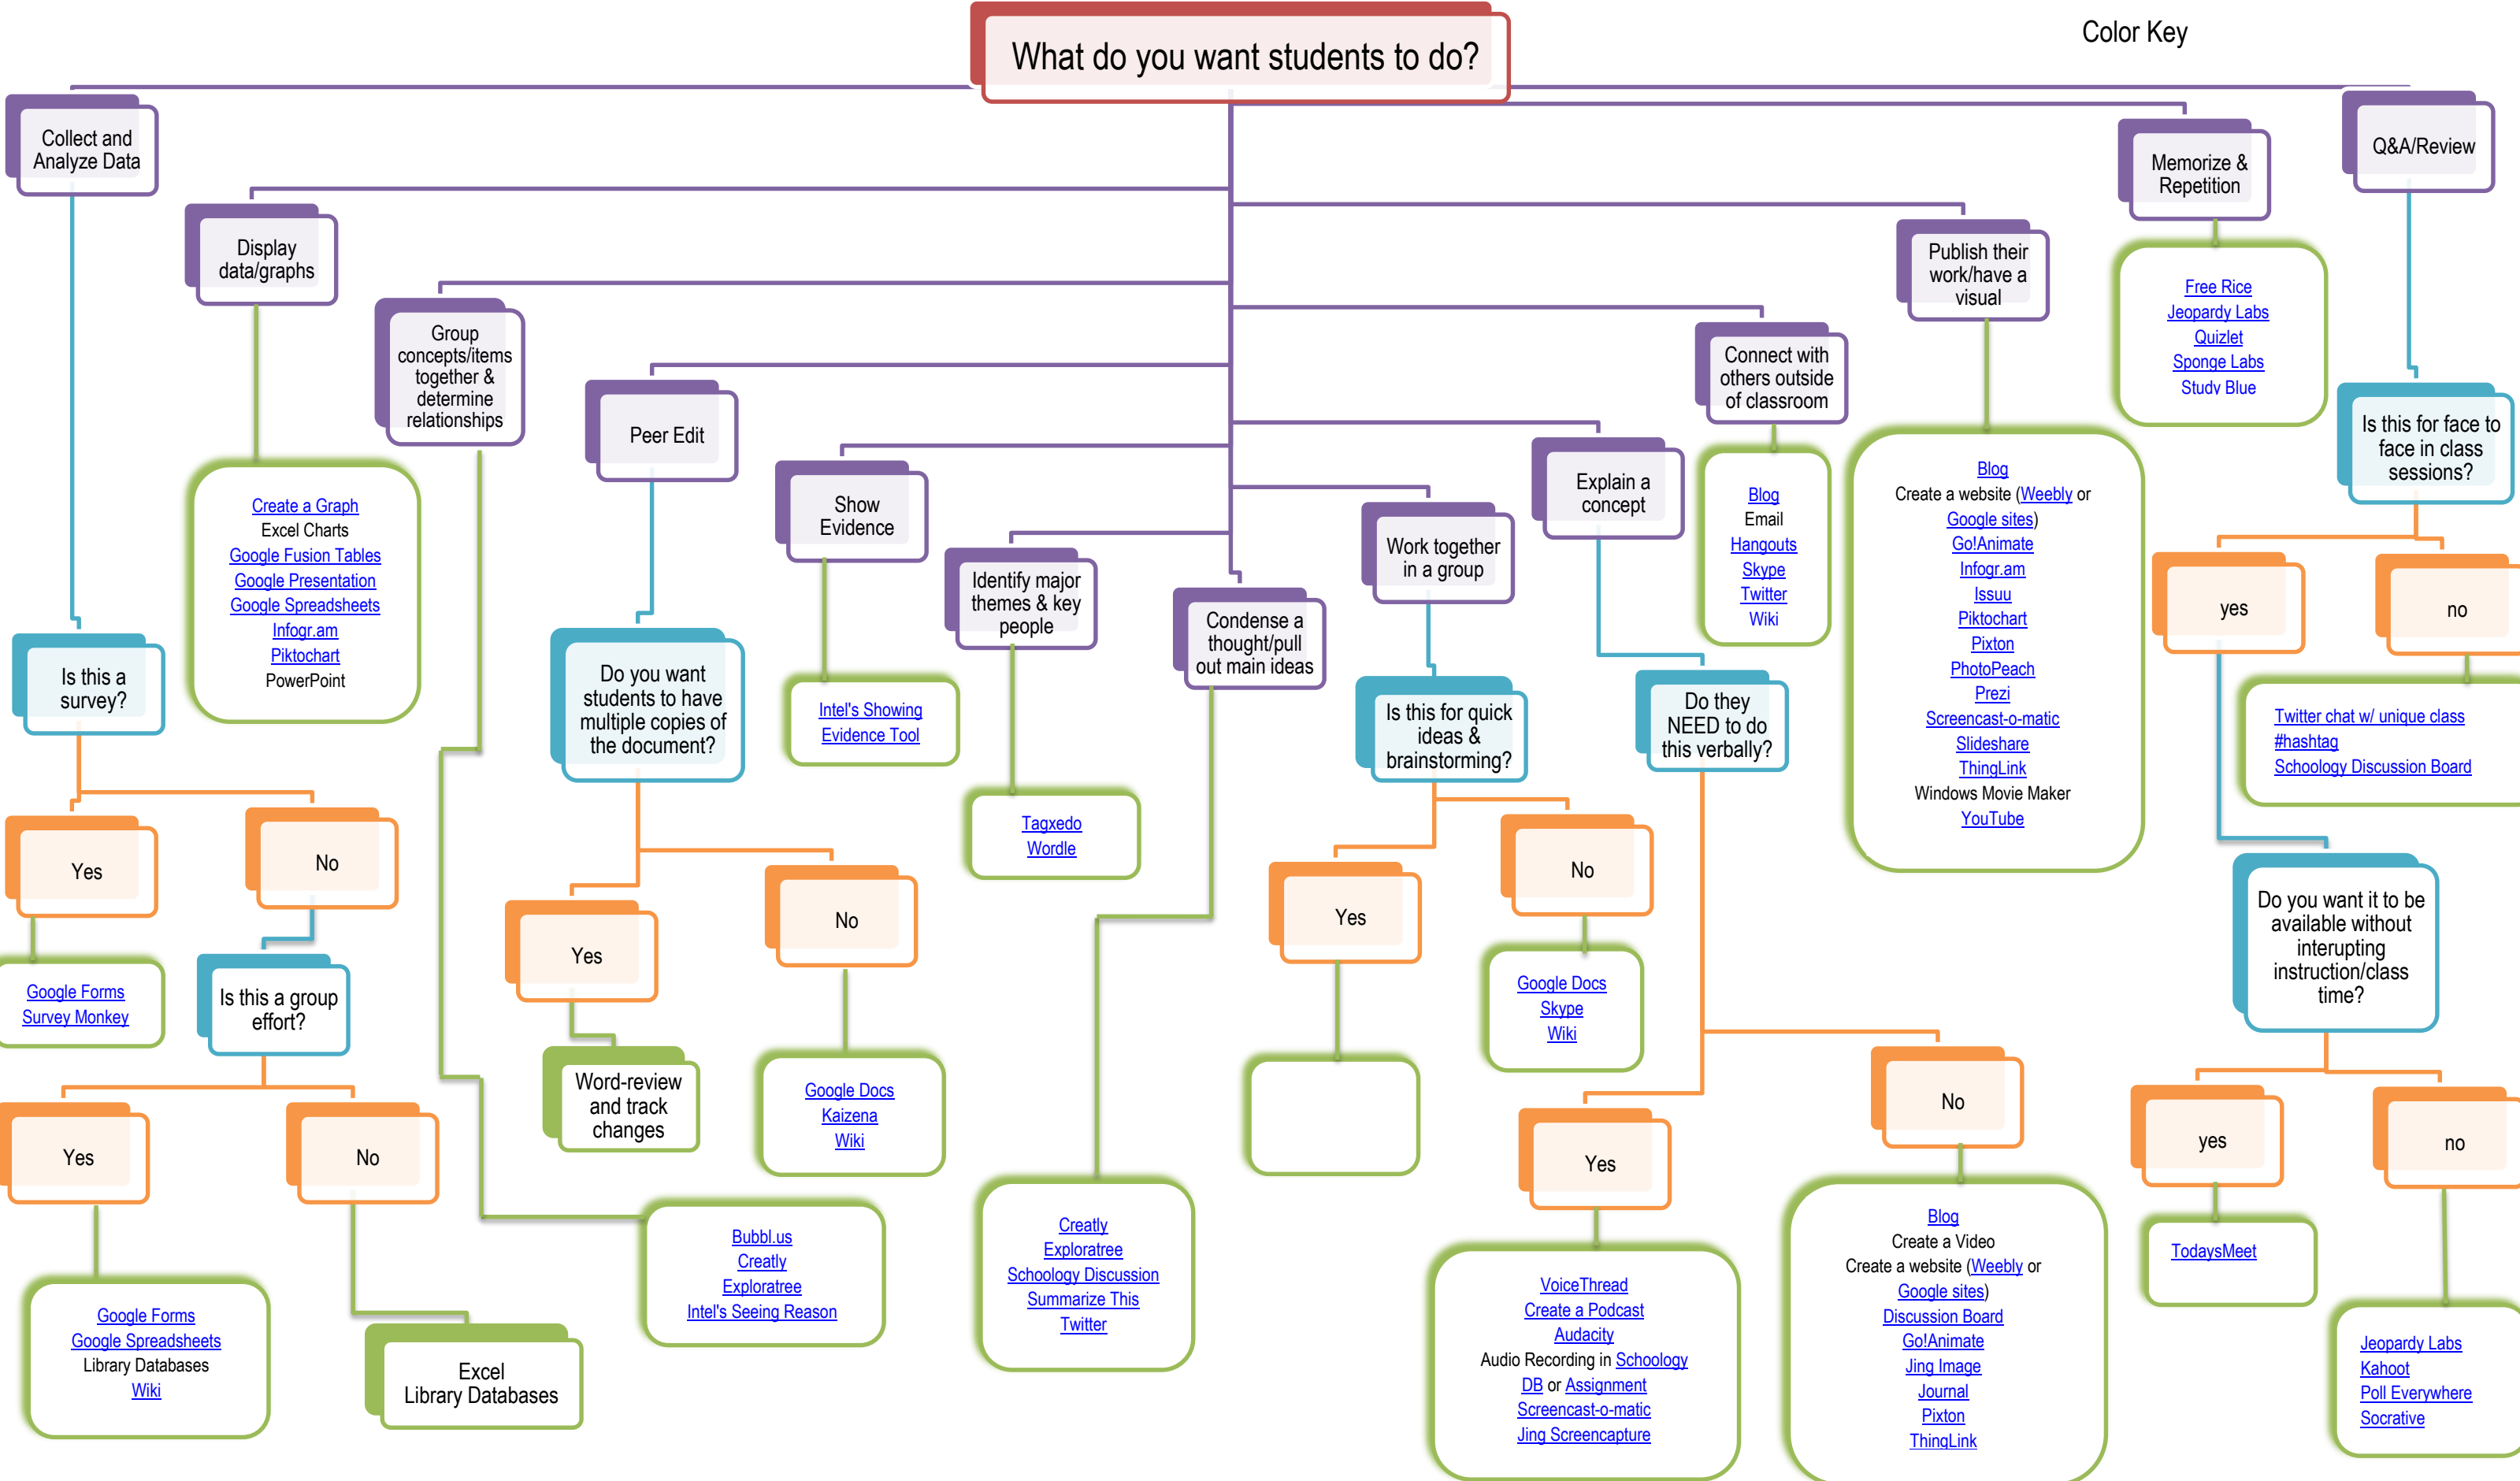 What do you want students to do?
Color Key
Collect and
Analyze Data
Display
data/graphs
Group
concepts/items
together &
determine
relationships
Peer Edit
Show
Evidence
Identify major
themes & key
people
Condense a
thought/pull
out main ideas
Work together
in a group
Explain a
concept
Connect with
others outside
of classroom
Publish their
work/have a
visual
Memorize &
Repetition
Q&A/Review
Free Rice
Jeopardy Labs
Quizlet
Sponge Labs
Study Blue
Is this for face to
face in class
sessions?
Create a Graph
Excel Charts
Google Fusion Tables
Google Presentation
Google Spreadsheets
Infogr.am
Piktochart
PowerPoint
Blog
Email
Hangouts
Skype
Twitter
Wiki
Blog
Create a website (Weebly or
Google sites)
Go!Animate
Infogr.am
Issuu
Piktochart
Pixton
PhotoPeach
Prezi
Screencast-o-matic
Slideshare
ThingLink
Windows Movie Maker
YouTube
yes
no
Twitter chat w/ unique class
#hashtag
Schoology Discussion Board
Is this a
survey?
Do you want
students to have
multiple copies of
the document?
Intel's Showing
Evidence Tool
Is this for quick
ideas &
brainstorming?
Do they
NEED to do
this verbally?
Tagxedo
Wordle
Yes
No
Yes
No
Yes
No
Do you want it to be
available without
interupting
instruction/class
time?
Google Forms
Survey Monkey
Is this a group
effort?
Word-review
and track
changes
Google Docs
Kaizena
Wiki
Google Docs
Skype
Wiki
Yes
No
Yes
No
yes
no
Google Forms
Google Spreadsheets
Library Databases
Wiki
Excel
Library Databases
Bubbl.us
Creatly
Exploratree
Intel's Seeing Reason
Creatly
Exploratree
Schoology Discussion
Summarize This
Twitter
VoiceThread
Create a Podcast
Audacity
Audio Recording in Schoology
DB or Assignment
Screencast-o-matic
Jing Screencapture
Blog
Create a Video
Create a website (Weebly or
Google sites)
Discussion Board
Go!Animate
Jing Image
Journal
Pixton
ThingLink
TodaysMeet
Jeopardy Labs
Kahoot
Poll Everywhere
Socrative